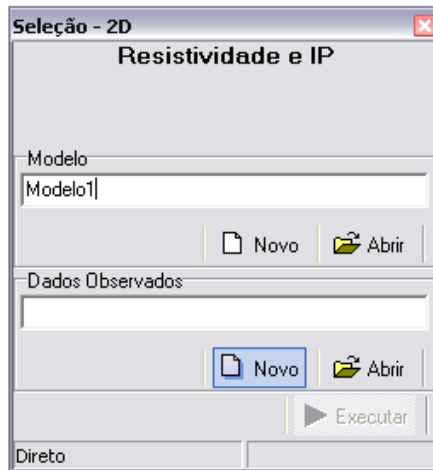 Seleção - 2D
Resistividade e IP
Modelo
Modelo1
Novo Abrir
Dados Observados
Novo Abrir
Executar
Direto